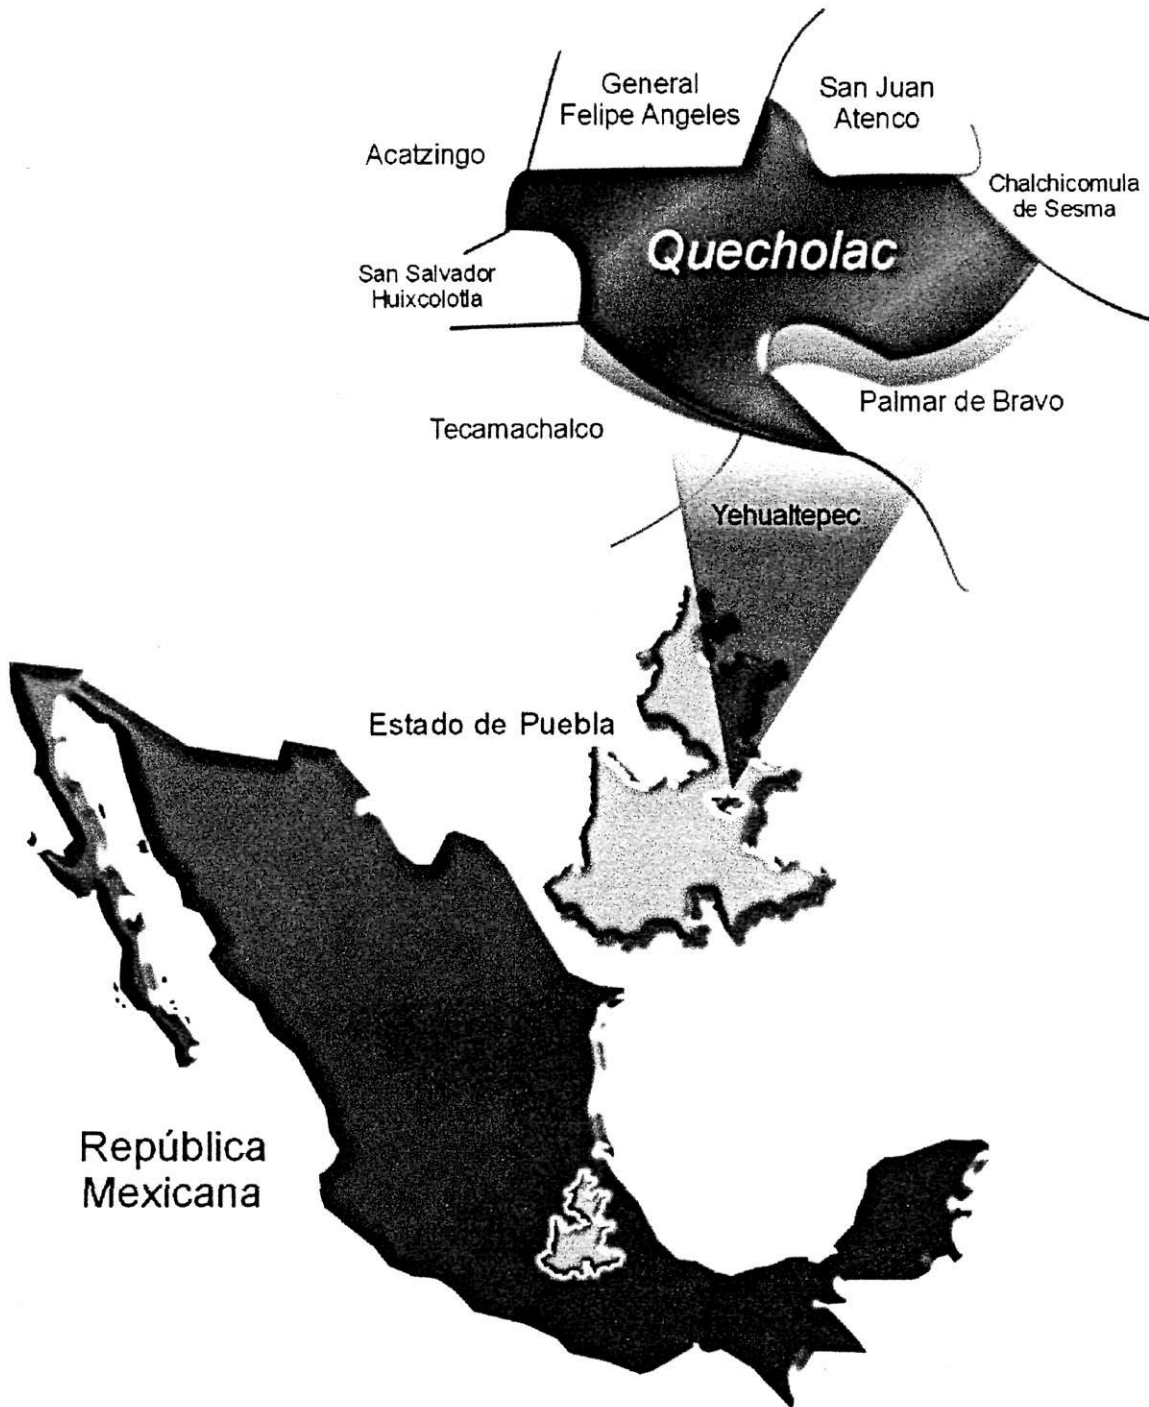 General
Felipe Angeles
San Juan
Atenco
Acatzingo
Chalchicomula
de Sesma
Quecholac
San Salvador
Huixcolotla
Palmar de Bravo
Tecamachalco
Yehualtepec
Estado de Puebla
República
Mexicana